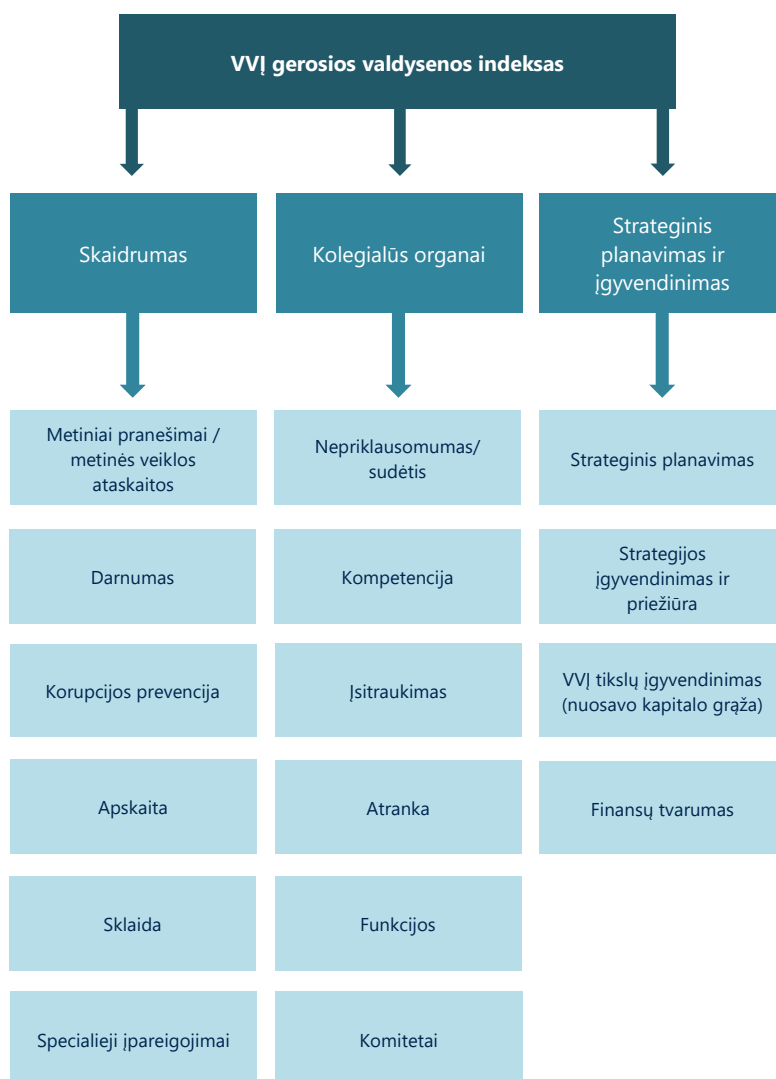 VVĮ gerosios valdysenos indeksas
Skaidrumas
Kolegialūs organai
Strateginis
planavimas ir
įgyvendinimas
Metiniai pranešimai /
metinės veiklos
ataskaitos
Nepriklausomumas/
sudėtis
Strateginis planavimas
Darnumas
Kompetencija
Strategijos
įgyvendinimas ir
priežiūra
Korupcijos prevencija
Įsitraukimas
VVĮ tikslų įgyvendinimas
(nuosavo kapitalo grąža)
Apskaita
Atranka
Finansų tvarumas
Sklaida
Funkcijos
Specialieji įpareigojimai
Komitetai